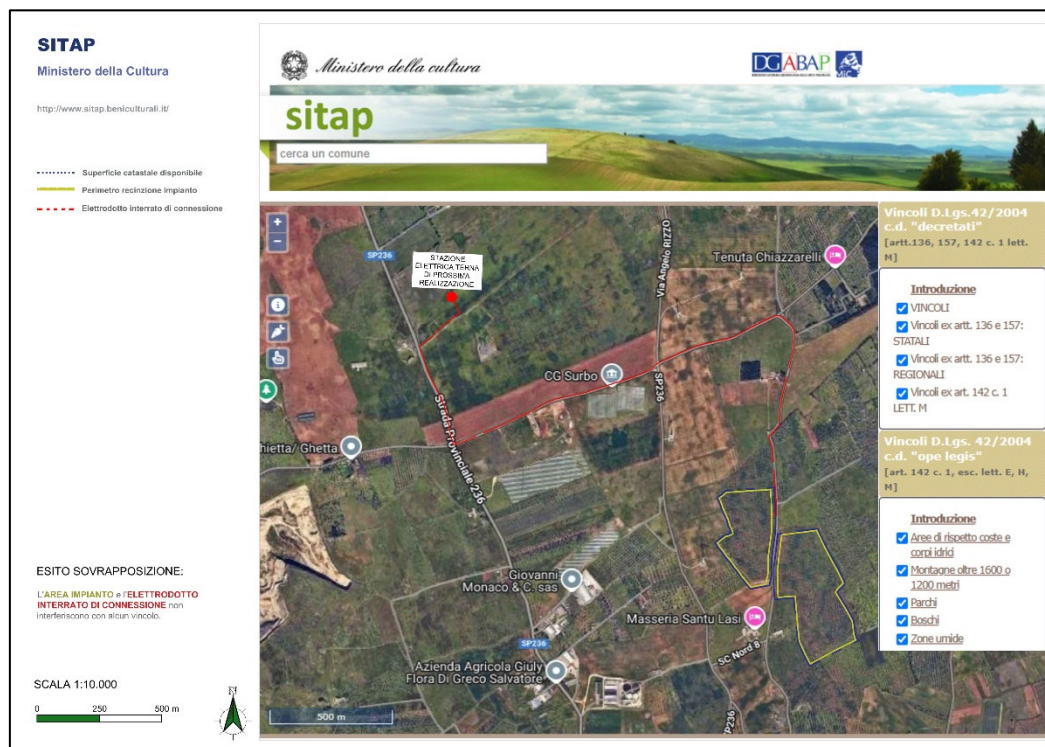 SITAP
Ministero della Cultura
http://www.sitap.beniculturali.it/
Superficie catastale disponibile
Perimetro recinzione impianto
Elettrodotto interrato di connessione
ESITO SOVRAPPOSIZIONE:
L'AREA IMPIANTO e l'ELETTRODOTTO
INTERRATO DI CONNESSIONE non
interferiscono con alcun vincolo.
SCALA 1:10.000
0 250 500 m
N
Ministero della cultura
DGABAP
MiC
sitap
cerca un comune
+
−
SP236
STAZIONE
ELETTRICA TERNA
DI PROSSIMA
REALIZZAZIONE
Via Angelo RIZZO
Tenuta Chiazzarelli
CG Surbo
SP236
Strada Provinciale 236
hietta/ Ghetta
Giovanni
Monaco & C. sas
Masseria Santu Lasi
SC Nord 8
SP236
Azienda Agricola Giuly
Flora Di Greco Salvatore
P236
500 m
Vincoli D.Lgs.42/2004
c.d. "decretati"
[artt.136, 157, 142 c. 1 lett.
M]
Introduzione
VINCOLI
Vincoli ex artt. 136 e 157:
STATALI
Vincoli ex artt. 136 e 157:
REGIONALI
Vincoli ex art. 142 c. 1
LETT. M
Vincoli D.Lgs. 42/2004
c.d. "ope legis"
[art. 142 c. 1, esc. lett. E, H,
M]
Introduzione
Aree di rispetto coste e
corpi idrici
Montagne oltre 1600 o
1200 metri
Parchi
Boschi
Zone umide